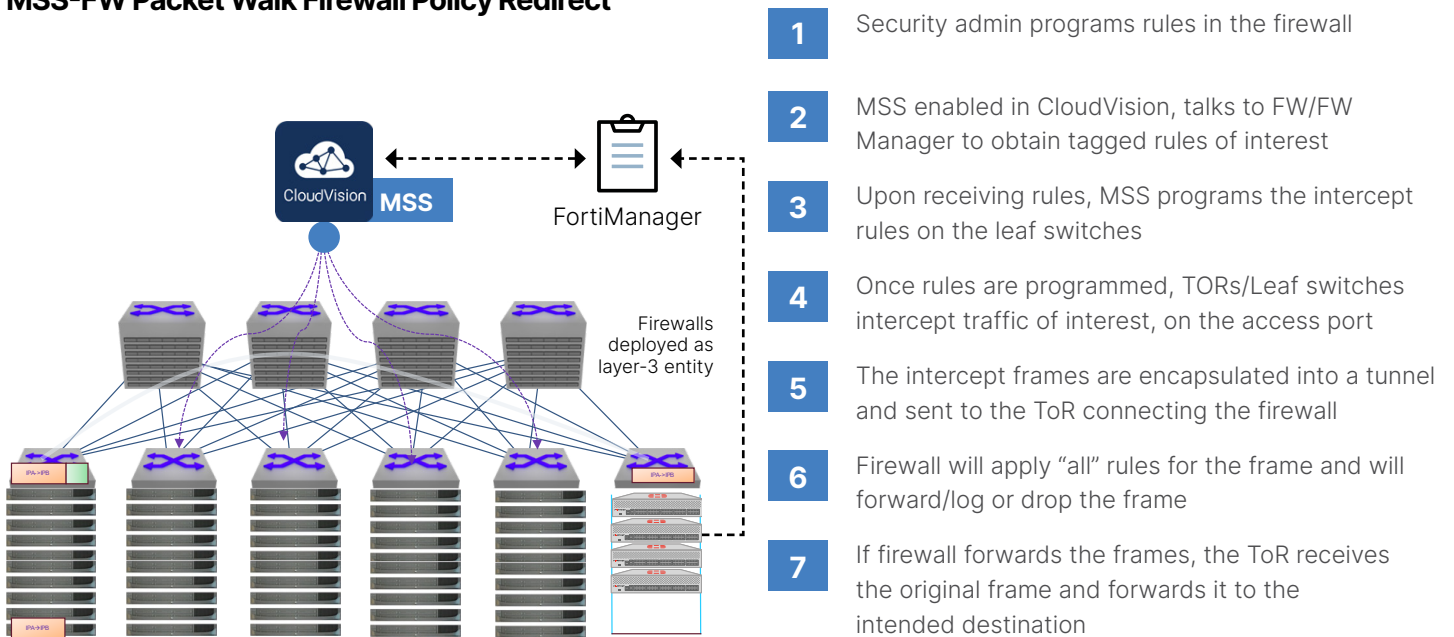 MSS-FW Packet Walk Firewall Policy Redirect
CloudVision
MSS
FortiManager
Firewalls
deployed as
layer-3 entity
IPA->IPB
IPA->IPB
IPA->IPB
1
Security admin programs rules in the firewall
2
MSS enabled in CloudVision, talks to FW/FW
Manager to obtain tagged rules of interest
3
Upon receiving rules, MSS programs the intercept
rules on the leaf switches
4
Once rules are programmed, TORs/Leaf switches
intercept traffic of interest, on the access port
5
The intercept frames are encapsulated into a tunnel
and sent to the ToR connecting the firewall
6
Firewall will apply “all” rules for the frame and will
forward/log or drop the frame
7
If firewall forwards the frames, the ToR receives
the original frame and forwards it to the
intended destination